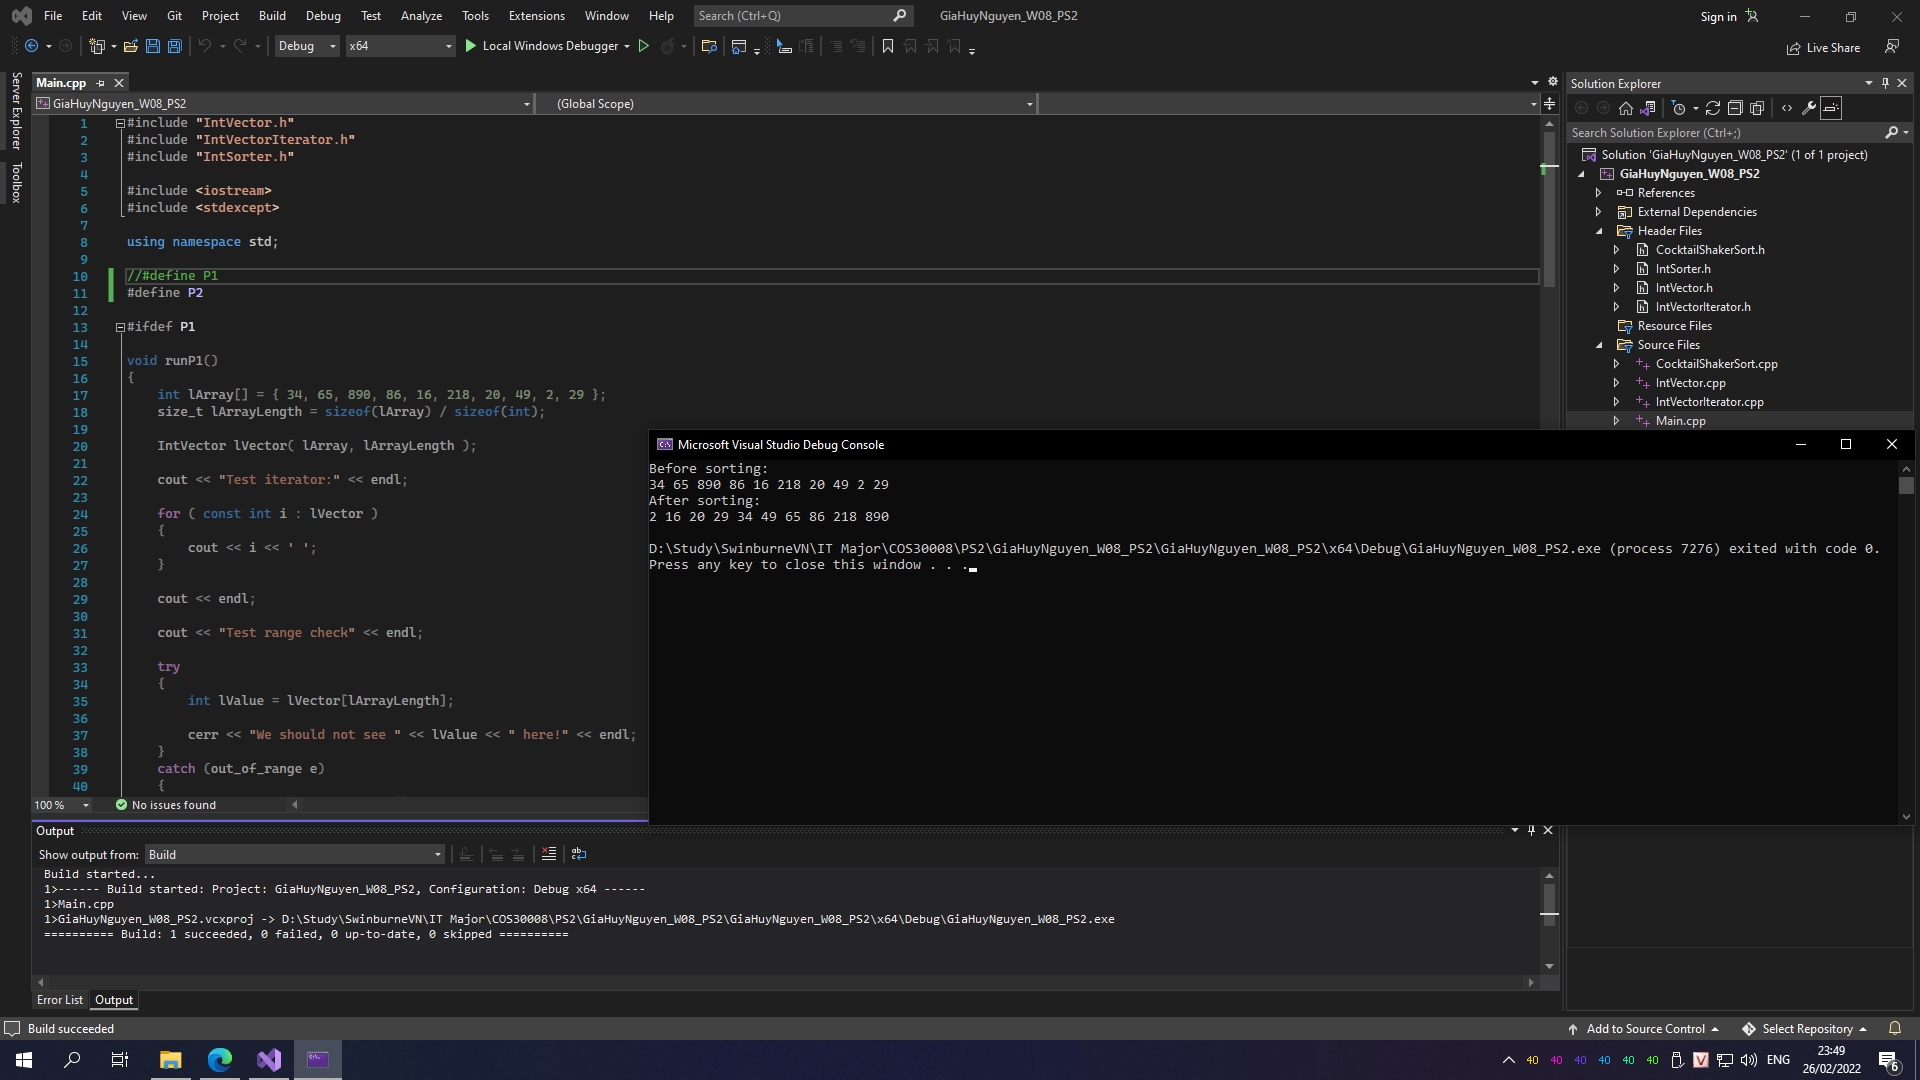 File Edit View Git Project Build Debug Test Analyze Tools Extensions Window Help Search (Ctrl+Q) GiaHuyNguyen_W08_PS2 Sign in
Debug x64 Local Windows Debugger Live Share
Server Explorer
Toolbox
Main.cpp
GiaHuyNguyen_W08_PS2 (Global Scope)
1 #include "IntVector.h"
2 #include "IntVectorIterator.h"
3 #include "IntSorter.h"
4
5 #include <iostream>
6 #include <stdexcept>
7
8 using namespace std;
9
10 //#define P1
11 #define P2
12
13 #ifdef P1
14
15 void runP1()
16 {
17 int lArray[] = { 34, 65, 890, 86, 16, 218, 20, 49, 2, 29 };
18 size_t lArrayLength = sizeof(lArray) / sizeof(int);
19
20 IntVector lVector( lArray, lArrayLength );
21
22 cout << "Test iterator:" << endl;
23
24 for ( const int i : lVector )
25 {
26 cout << i << ' ';
27 }
28
29 cout << endl;
30
31 cout << "Test range check" << endl;
32
33 try
34 {
35 int lValue = lVector[lArrayLength];
36
37 cerr << "We should not see " << lValue << " here!" << endl;
38 }
39 catch (out_of_range e)
40 {
100 % No issues found
Solution Explorer
Search Solution Explorer (Ctrl+;)
Solution 'GiaHuyNguyen_W08_PS2' (1 of 1 project)
GiaHuyNguyen_W08_PS2
References
External Dependencies
Header Files
CocktailShakerSort.h
IntSorter.h
IntVector.h
IntVectorIterator.h
Resource Files
Source Files
CocktailShakerSort.cpp
IntVector.cpp
IntVectorIterator.cpp
Main.cpp
Microsoft Visual Studio Debug Console
Before sorting:
34 65 890 86 16 218 20 49 2 29
After sorting:
2 16 20 29 34 49 65 86 218 890
D:\Study\SwinburneVN\IT Major\COS30008\PS2\GiaHuyNguyen_W08_PS2\GiaHuyNguyen_W08_PS2\x64\Debug\GiaHuyNguyen_W08_PS2.exe (process 7276) exited with code 0.
Press any key to close this window . . .
Output
Show output from: Build
Build started...
1>------ Build started: Project: GiaHuyNguyen_W08_PS2, Configuration: Debug x64 ------
1>Main.cpp
1>GiaHuyNguyen_W08_PS2.vcxproj -> D:\Study\SwinburneVN\IT Major\COS30008\PS2\GiaHuyNguyen_W08_PS2\GiaHuyNguyen_W08_PS2\x64\Debug\GiaHuyNguyen_W08_PS2.exe
========== Build: 1 succeeded, 0 failed, 0 up-to-date, 0 skipped ==========
Error List Output
Build succeeded Add to Source Control Select Repository
40 40 40 40 40 40 V ENG 23:49
26/02/2022 6